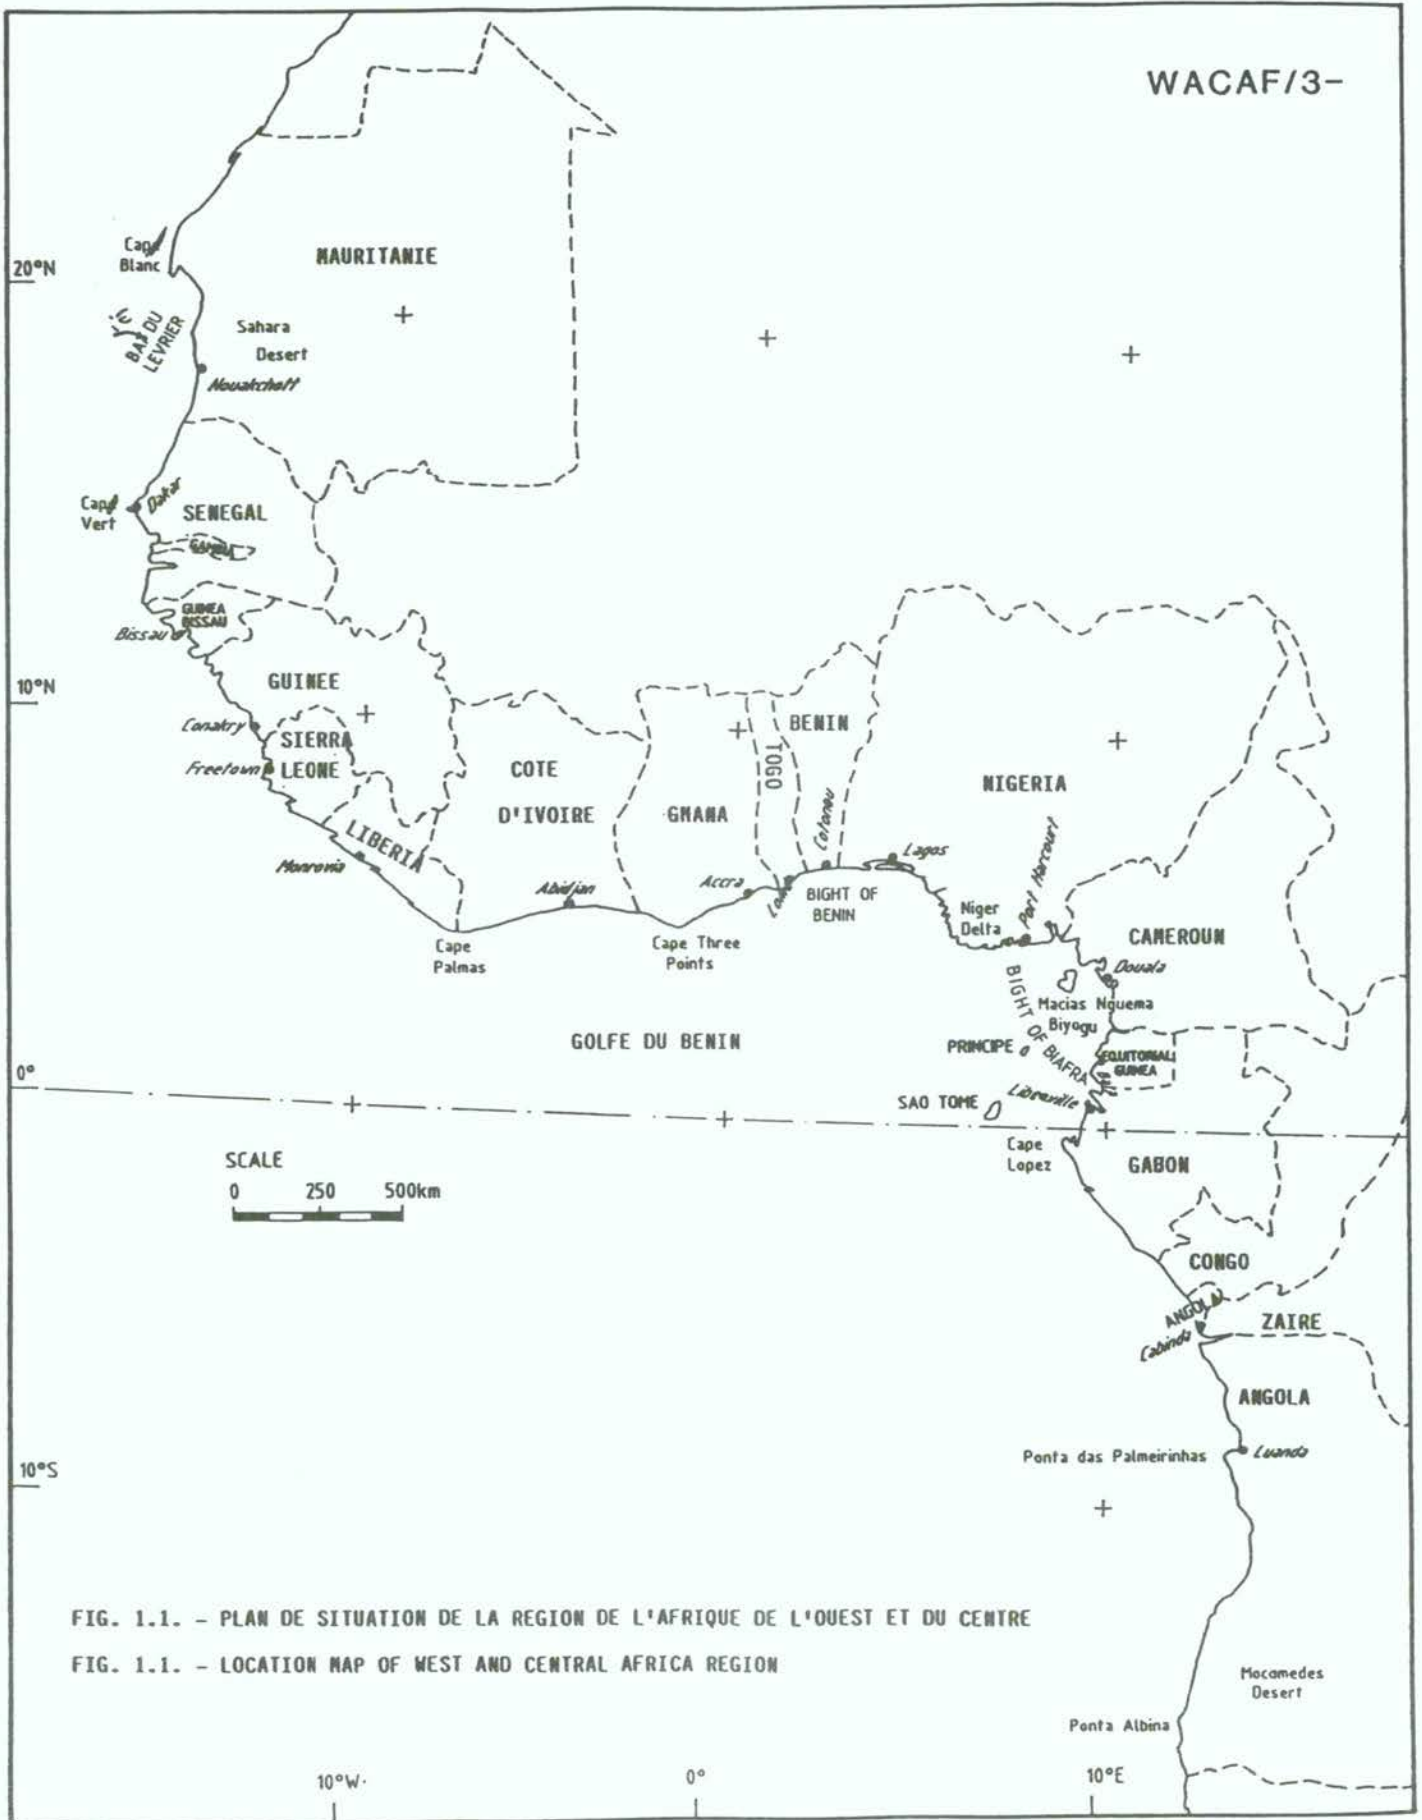 WACAF/3-
Cap
Blanc
MAURITANIE
20°N
Sahara
Desert
BAIE DU
LEVRIER
Nouakchott
Cap
Vert
Dakar
SENEGAL
GAMBIA
GUINEA
BISSAU
Bissau
GUINEE
10°N
Conakry
SIERRA
LEONE
Freetown
COTE
D'IVOIRE
GHANA
TOGO
BENIN
Cotonou
NIGERIA
LIBERIA
Monrovia
Abidjan
Accra
Lomé
BIGHT OF
BENIN
Lagos
Niger
Delta
Port Harcourt
CAMEROUN
Cape
Palmas
Cape Three
Points
Douala
Macias Nguema
Biyogu
BIGHT OF BIAFRA
GOLFE DU BENIN
PRINCIPE
EQUITORIAL
GUINEA
0°
SAO TOME
Libreville
Cape
Lopez
GABON
SCALE
0 250 500km
CONGO
ANGOLA
ZAIRE
Cabinda
ANGOLA
Ponta das Palmeirinhas
Luanda
10°S
FIG. 1.1. - PLAN DE SITUATION DE LA REGION DE L'AFRIQUE DE L'OUEST ET DU CENTRE
FIG. 1.1. - LOCATION MAP OF WEST AND CENTRAL AFRICA REGION
Mocamedes
Desert
Ponta Albina
10°W 0° 10°E